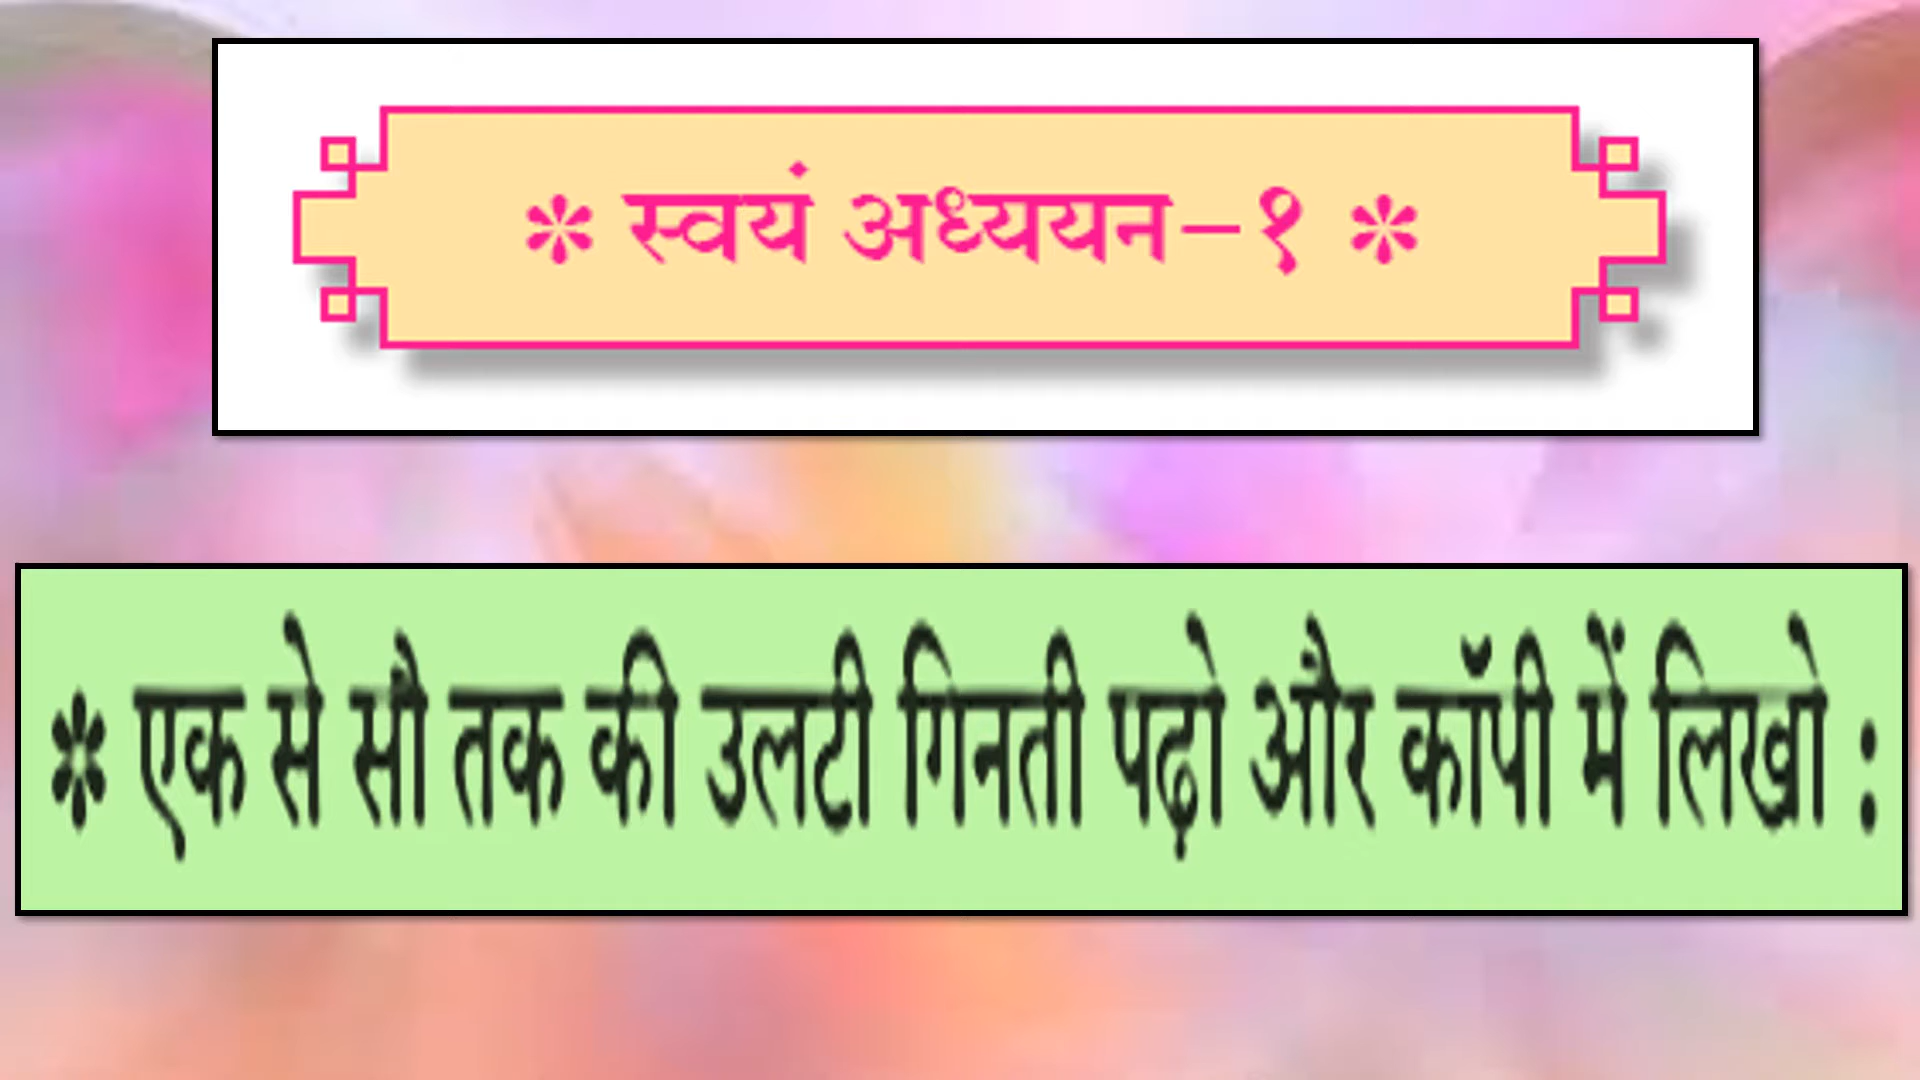 * स्वयं अध्ययन-१ *
* एक से सौ तक की उलटी गिनती पढ़ो और कॉपी में लिखो :